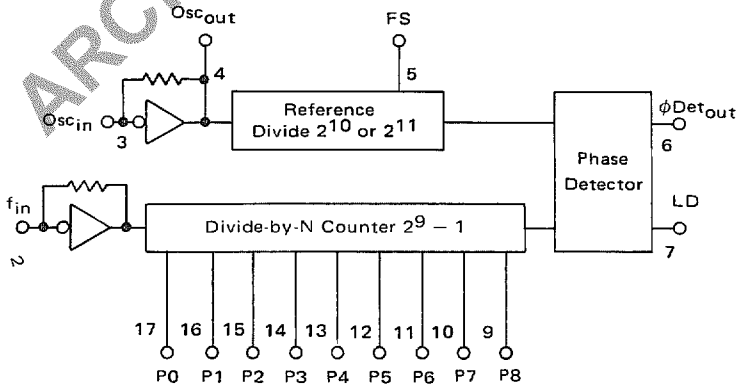 ARC
Osc_out
FS
4
5
Osc_in
3
Reference
Divide 2^10 or 2^11
ϕDet_out
6
Phase
Detector
f_in
2
Divide-by-N Counter 2^9 – 1
LD
7
17 16 15 14 13 12 11 10 9
P0 P1 P2 P3 P4 P5 P6 P7 P8